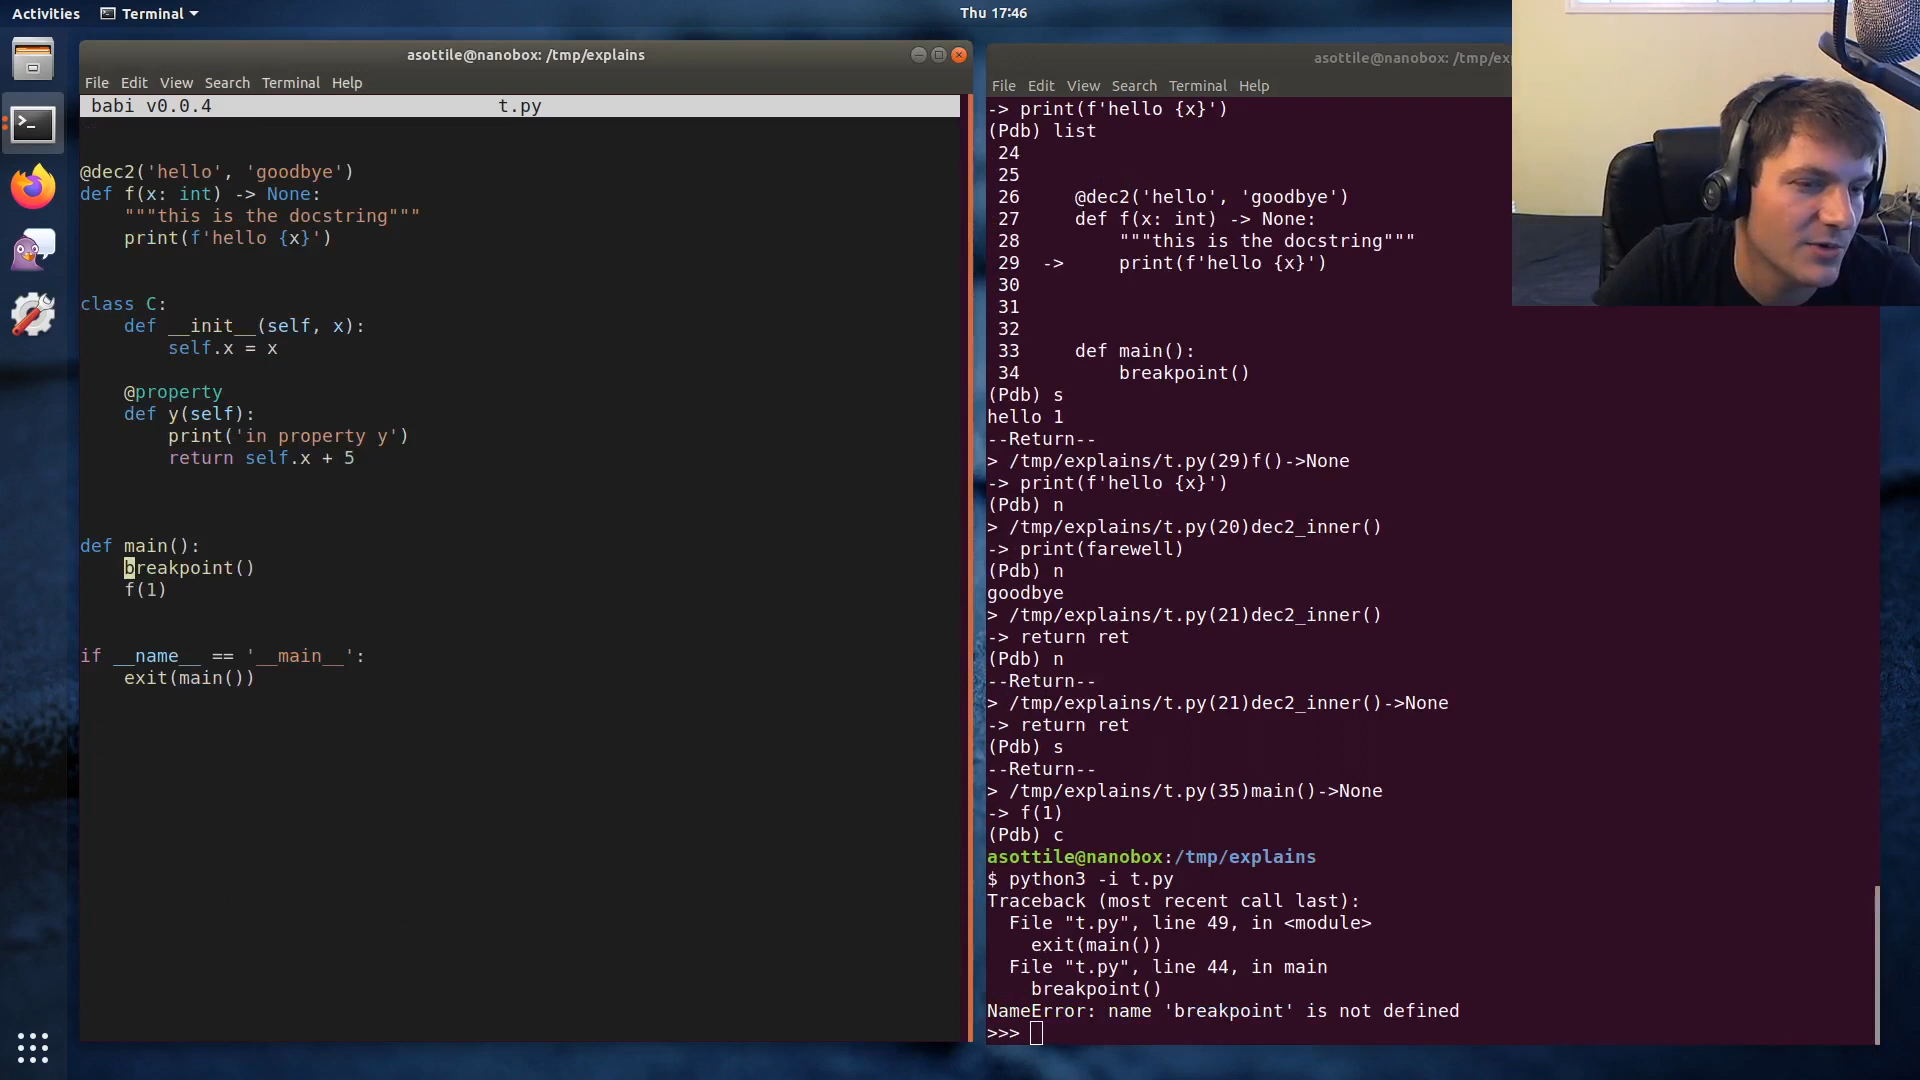 Activities
Terminal
Thu 17:46
asottile@nanobox: /tmp/explains
File Edit View Search Terminal Help
babi v0.0.4 t.py
@dec2('hello', 'goodbye')
def f(x: int) -> None:
"""this is the docstring"""
print(f'hello {x}')
class C:
def __init__(self, x):
self.x = x
@property
def y(self):
print('in property y')
return self.x + 5
def main():
breakpoint()
f(1)
if __name__ == '__main__':
exit(main())
asottile@nanobox: /tmp/ex
File Edit View Search Terminal Help
-> print(f'hello {x}')
(Pdb) list
24
25
26 @dec2('hello', 'goodbye')
27 def f(x: int) -> None:
28 """this is the docstring"""
29 -> print(f'hello {x}')
30
31
32
33 def main():
34 breakpoint()
(Pdb) s
hello 1
--Return--
> /tmp/explains/t.py(29)f()->None
-> print(f'hello {x}')
(Pdb) n
> /tmp/explains/t.py(20)dec2_inner()
-> print(farewell)
(Pdb) n
goodbye
> /tmp/explains/t.py(21)dec2_inner()
-> return ret
(Pdb) n
--Return--
> /tmp/explains/t.py(21)dec2_inner()->None
-> return ret
(Pdb) s
--Return--
> /tmp/explains/t.py(35)main()->None
-> f(1)
(Pdb) c
asottile@nanobox:/tmp/explains
$ python3 -i t.py
Traceback (most recent call last):
File "t.py", line 49, in <module>
exit(main())
File "t.py", line 44, in main
breakpoint()
NameError: name 'breakpoint' is not defined
>>>